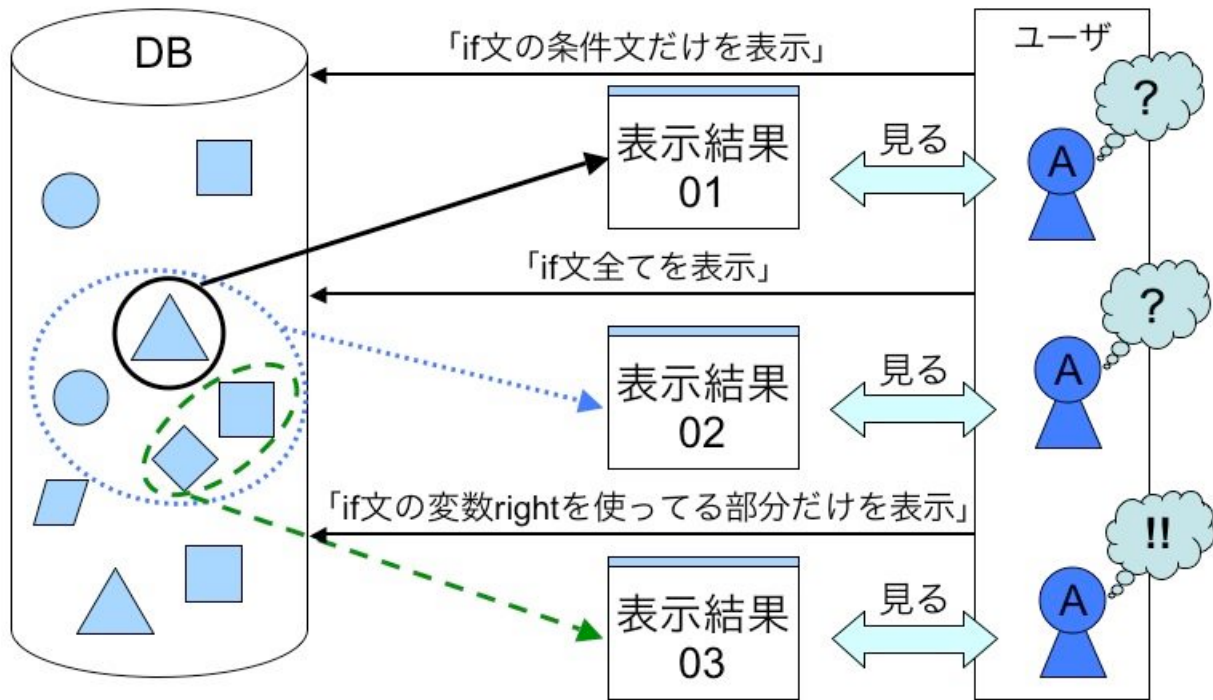 DB
ユーザ
「if文の条件文だけを表示」
?
表示結果
01
見る
A
「if文全てを表示」
?
表示結果
02
見る
A
「if文の変数rightを使ってる部分だけを表示」
!!
表示結果
03
見る
A